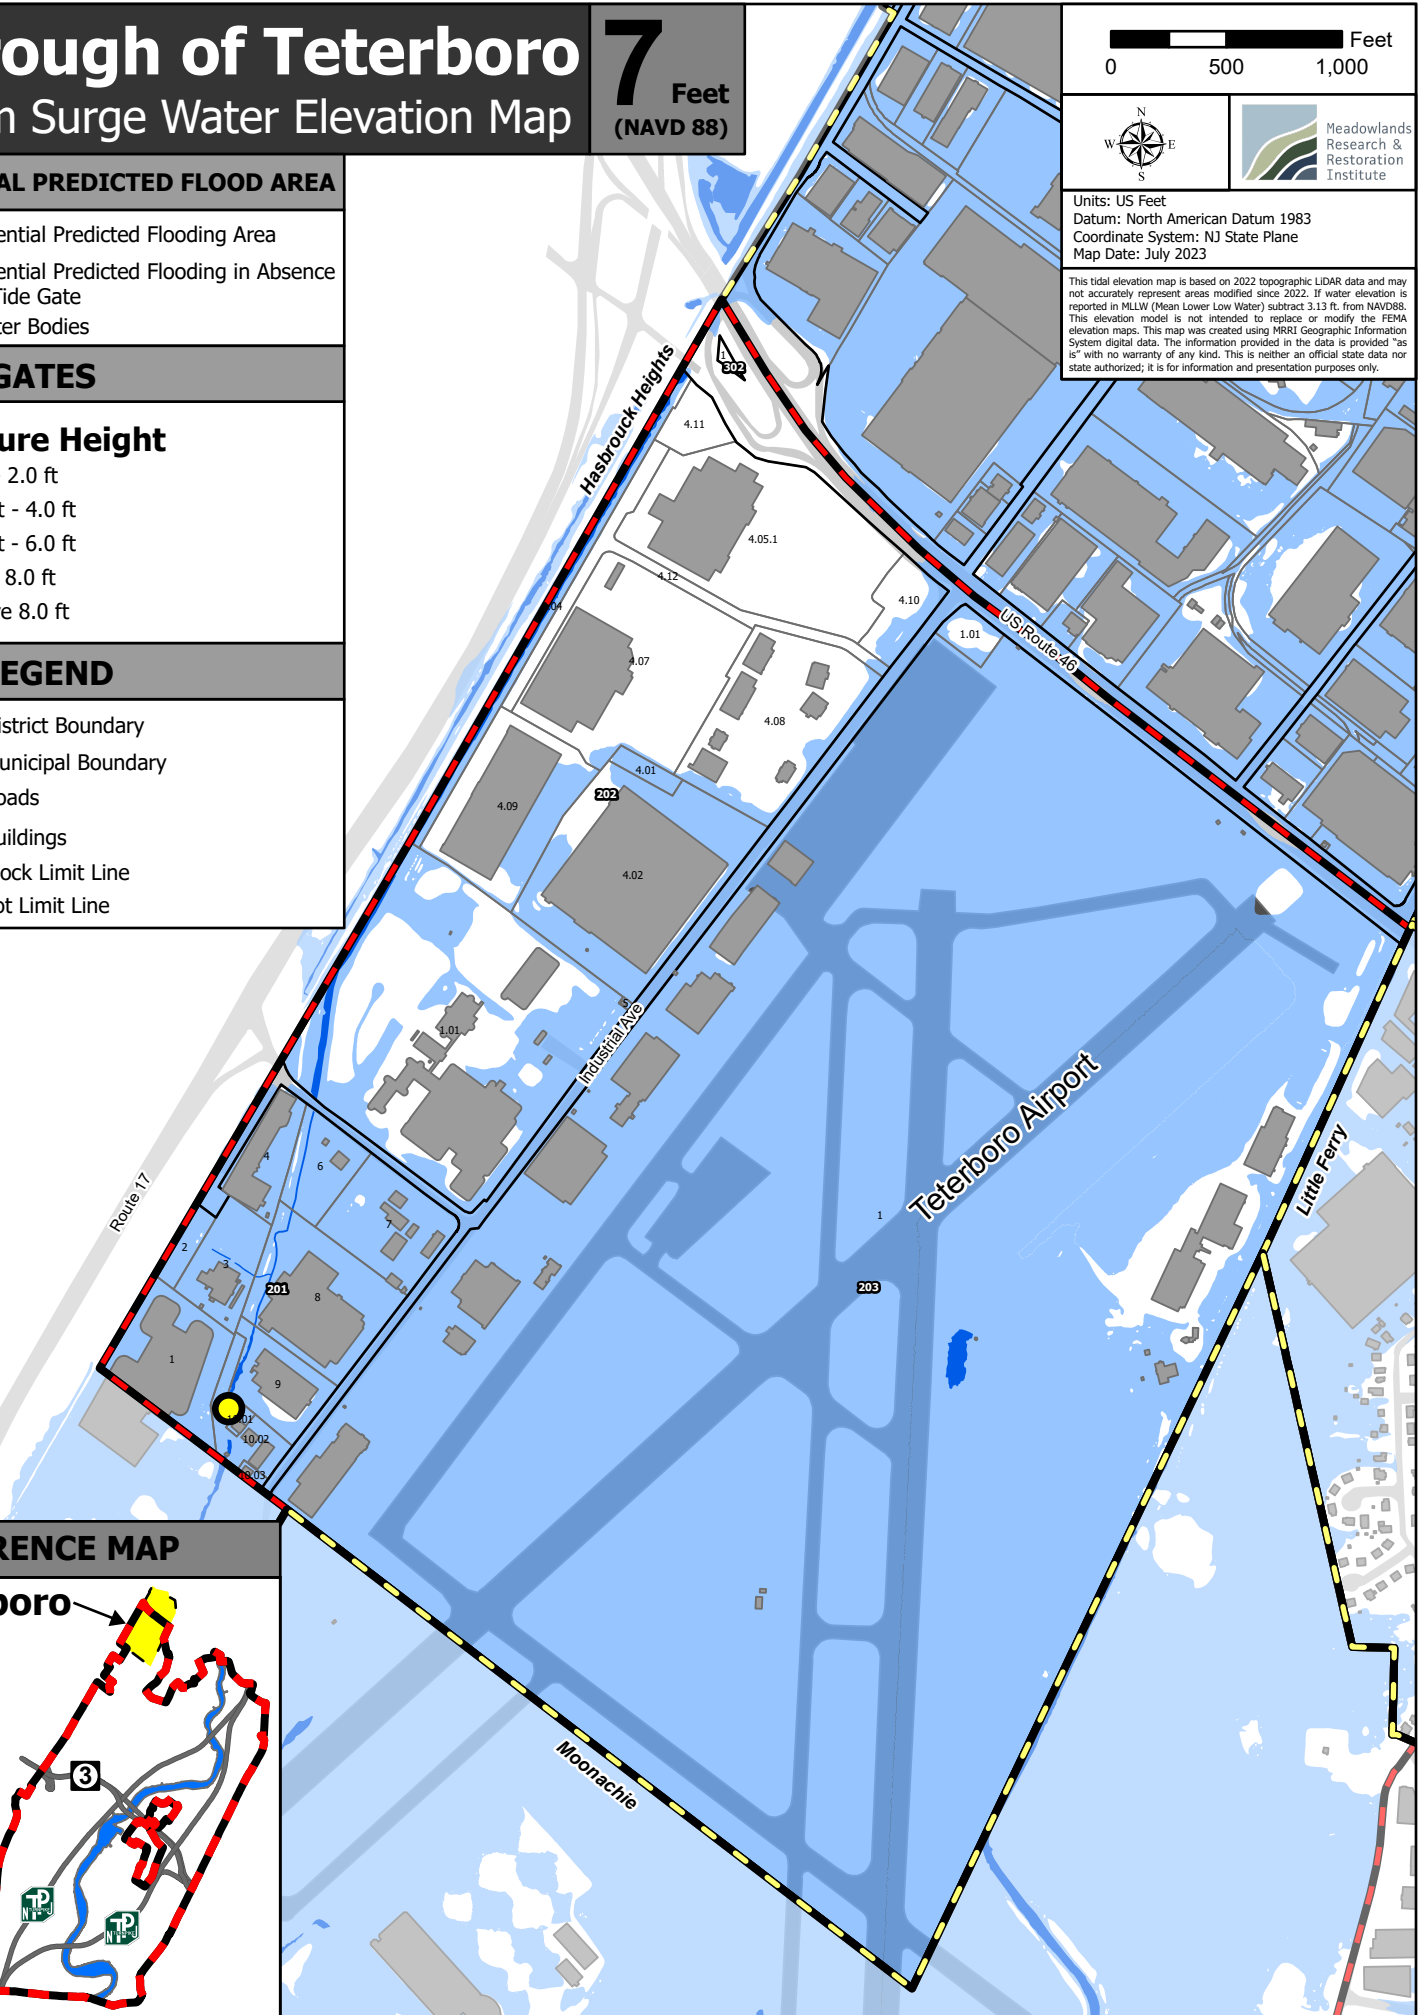 rough of Teterboro
m Surge Water Elevation Map
7
Feet
(NAVD 88)
AL PREDICTED FLOOD AREA
ential Predicted Flooding Area
ential Predicted Flooding in Absence
Tide Gate
ter Bodies
GATES
ure Height
2.0 ft
t - 4.0 ft
t - 6.0 ft
8.0 ft
e 8.0 ft
EGEND
istrict Boundary
unicipal Boundary
oads
uildings
ock Limit Line
ot Limit Line
Feet
0 500 1,000
N
W E
S
Meadowlands
Research &
Restoration
Institute
Units: US Feet
Datum: North American Datum 1983
Coordinate System: NJ State Plane
Map Date: July 2023
This tidal elevation map is based on 2022 topographic LiDAR data and may
not accurately represent areas modified since 2022. If water elevation is
reported in MLLW (Mean Lower Low Water) subtract 3.13 ft. from NAVD88.
This elevation model is not intended to replace or modify the FEMA
elevation maps. This map was created using MRRI Geographic Information
System digital data. The information provided in the data is provided "as
is" with no warranty of any kind. This is neither an official state data nor
state authorized; it is for information and presentation purposes only.
1
302
Hasbrouck Heights
4.11
4.05.1
4.12
4.10
04
1.01
US Route 46
4.07
4.08
4.01
202
4.09
4.02
5
1.01
Industrial Ave
Teterboro Airport
Little Ferry
Route 17
4
6
7
1
2
3
201
8
203
1
9
10.01
10.02
10.03
Moonachie
RENCE MAP
boro
3
N TP J
N TP J